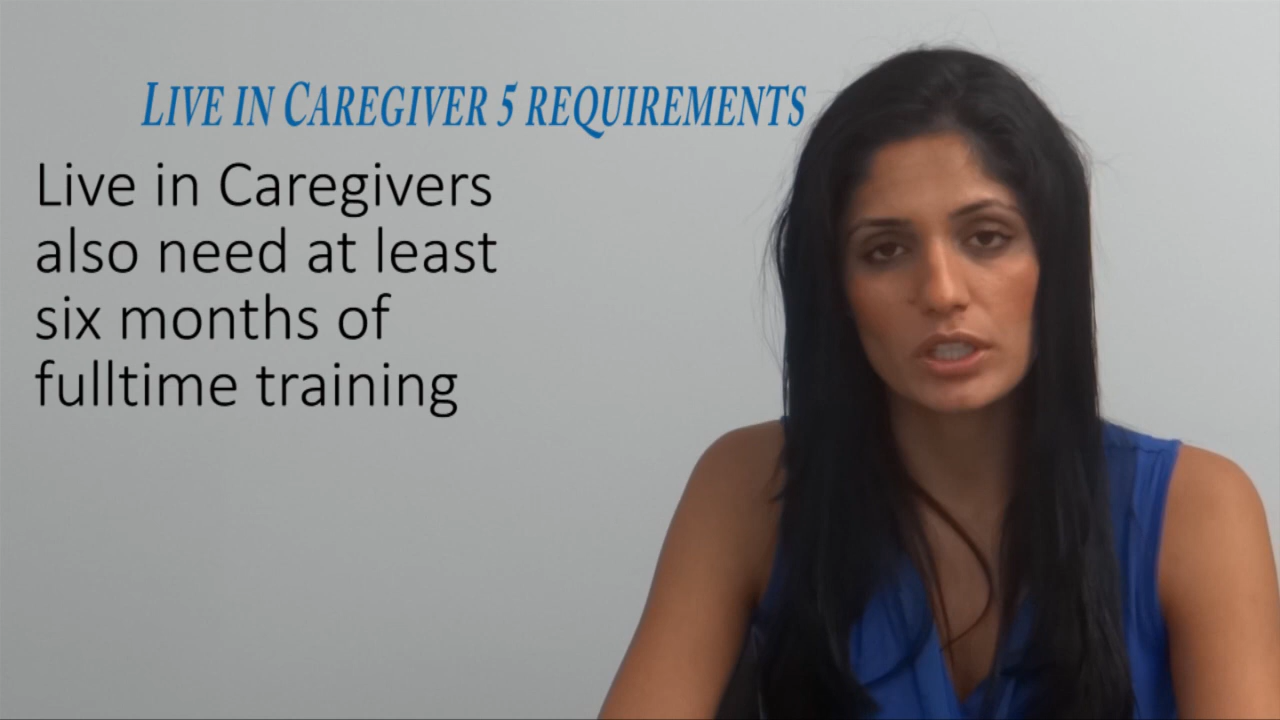 LIVE IN CAREGIVER 5 REQUIREMENTS
Live in Caregivers
also need at least
six months of
fulltime training